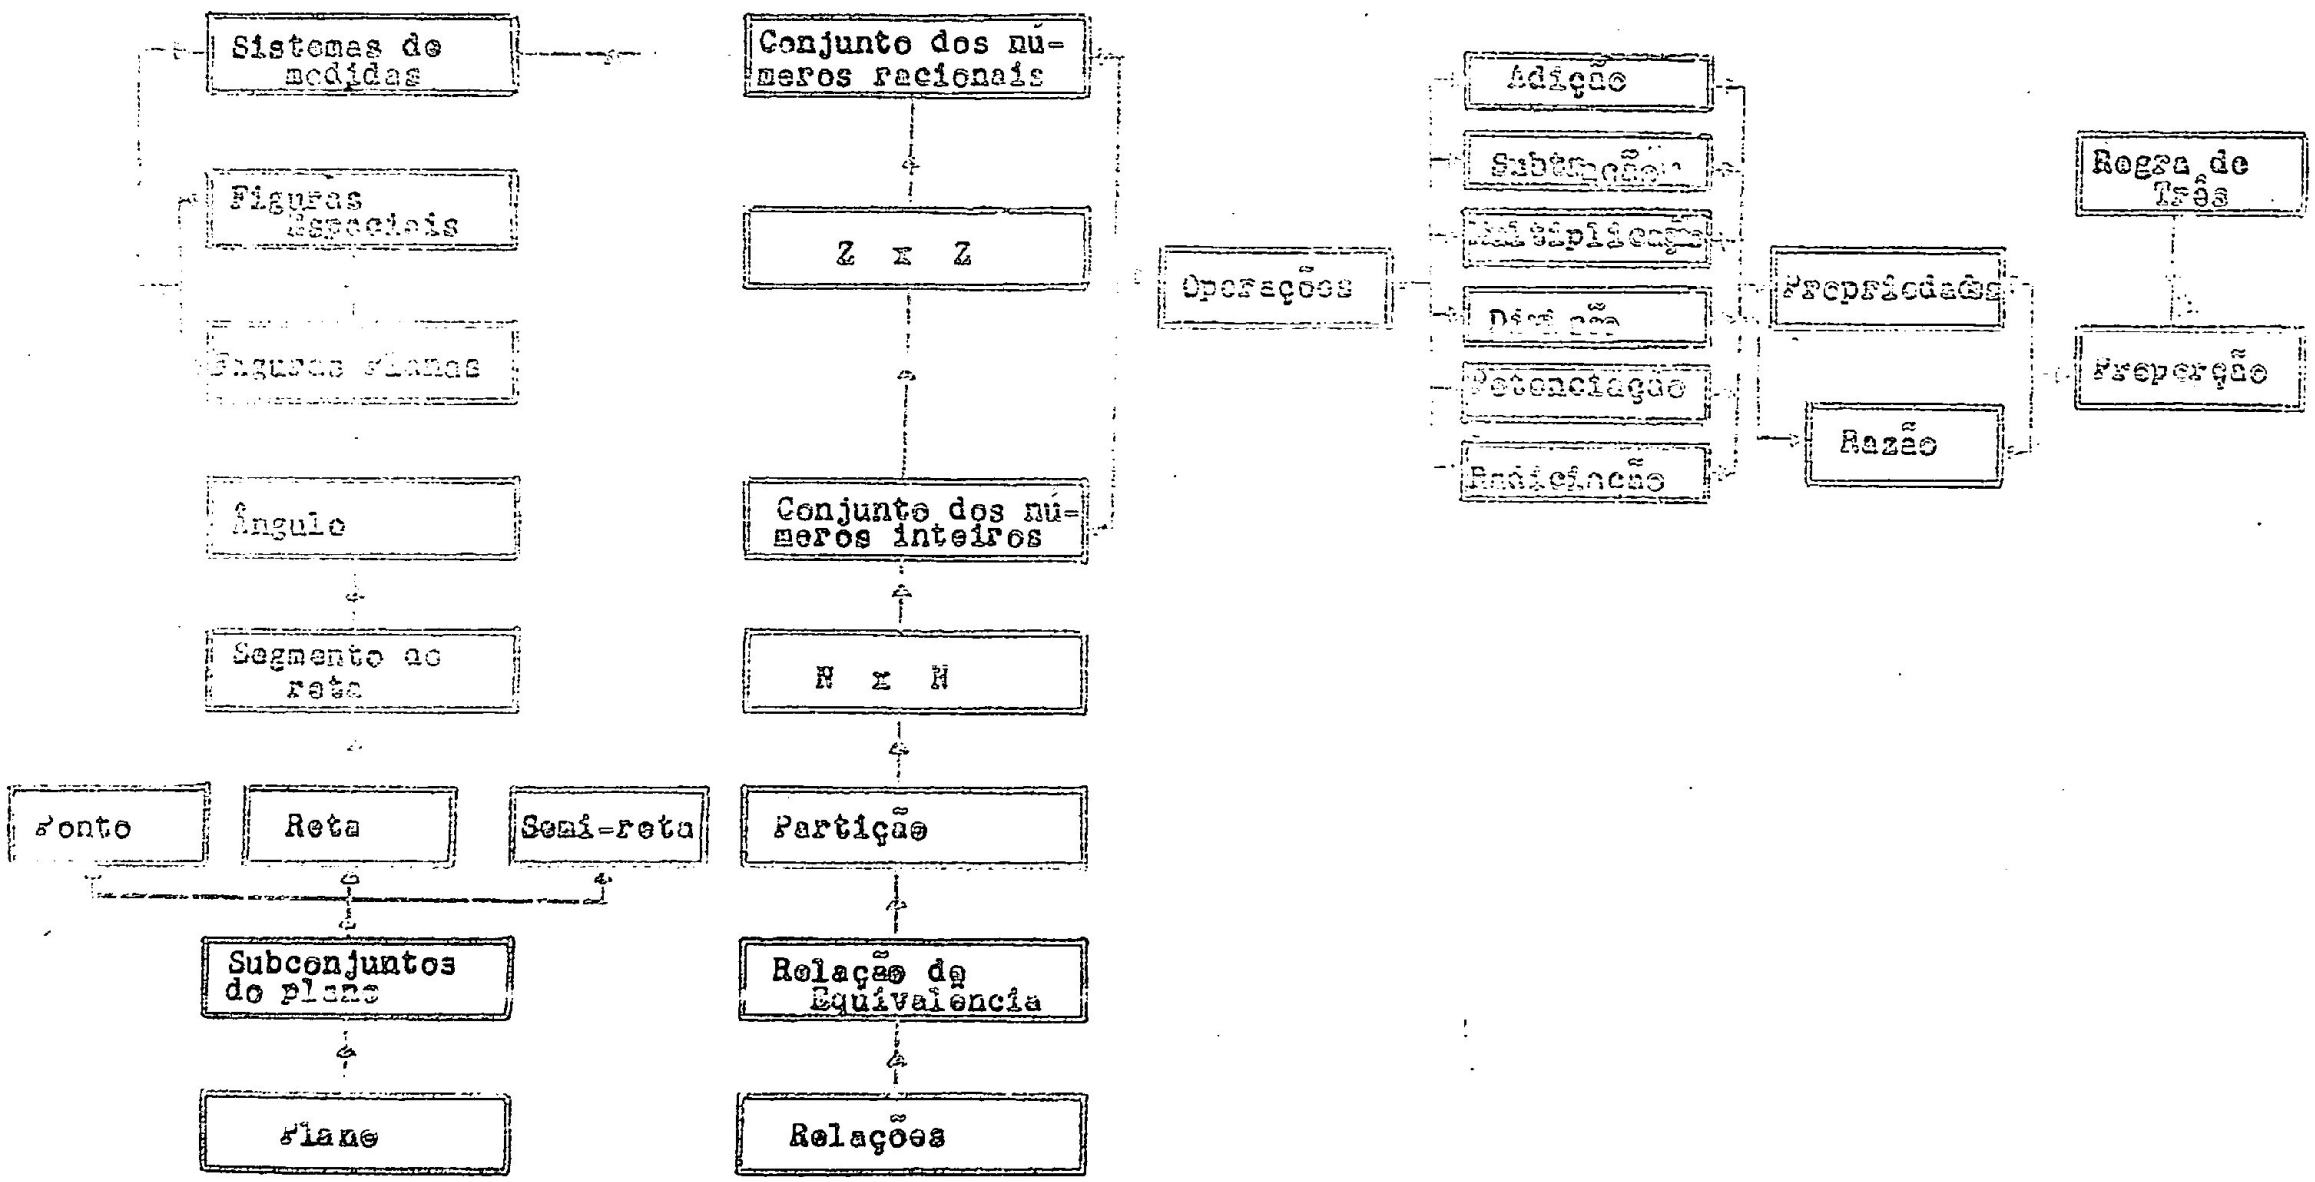 Sistemas de
medidas
Conjunto dos nú-
meros racionais
Adição
Subtração
Regra de
Três
Figuras
Espaciais
Z x Z
Multiplicação
Operações
Propriedades
Divisão
Figuras Planas
Potenciação
Proporção
Razão
Radiciação
Ângulo
Conjunto dos nú-
meros inteiros
Segmento de
reta
N x N
Ponto
Reta
Semi-reta
Partição
Subconjuntos
do plano
Relação de
Equivalência
Plano
Relações